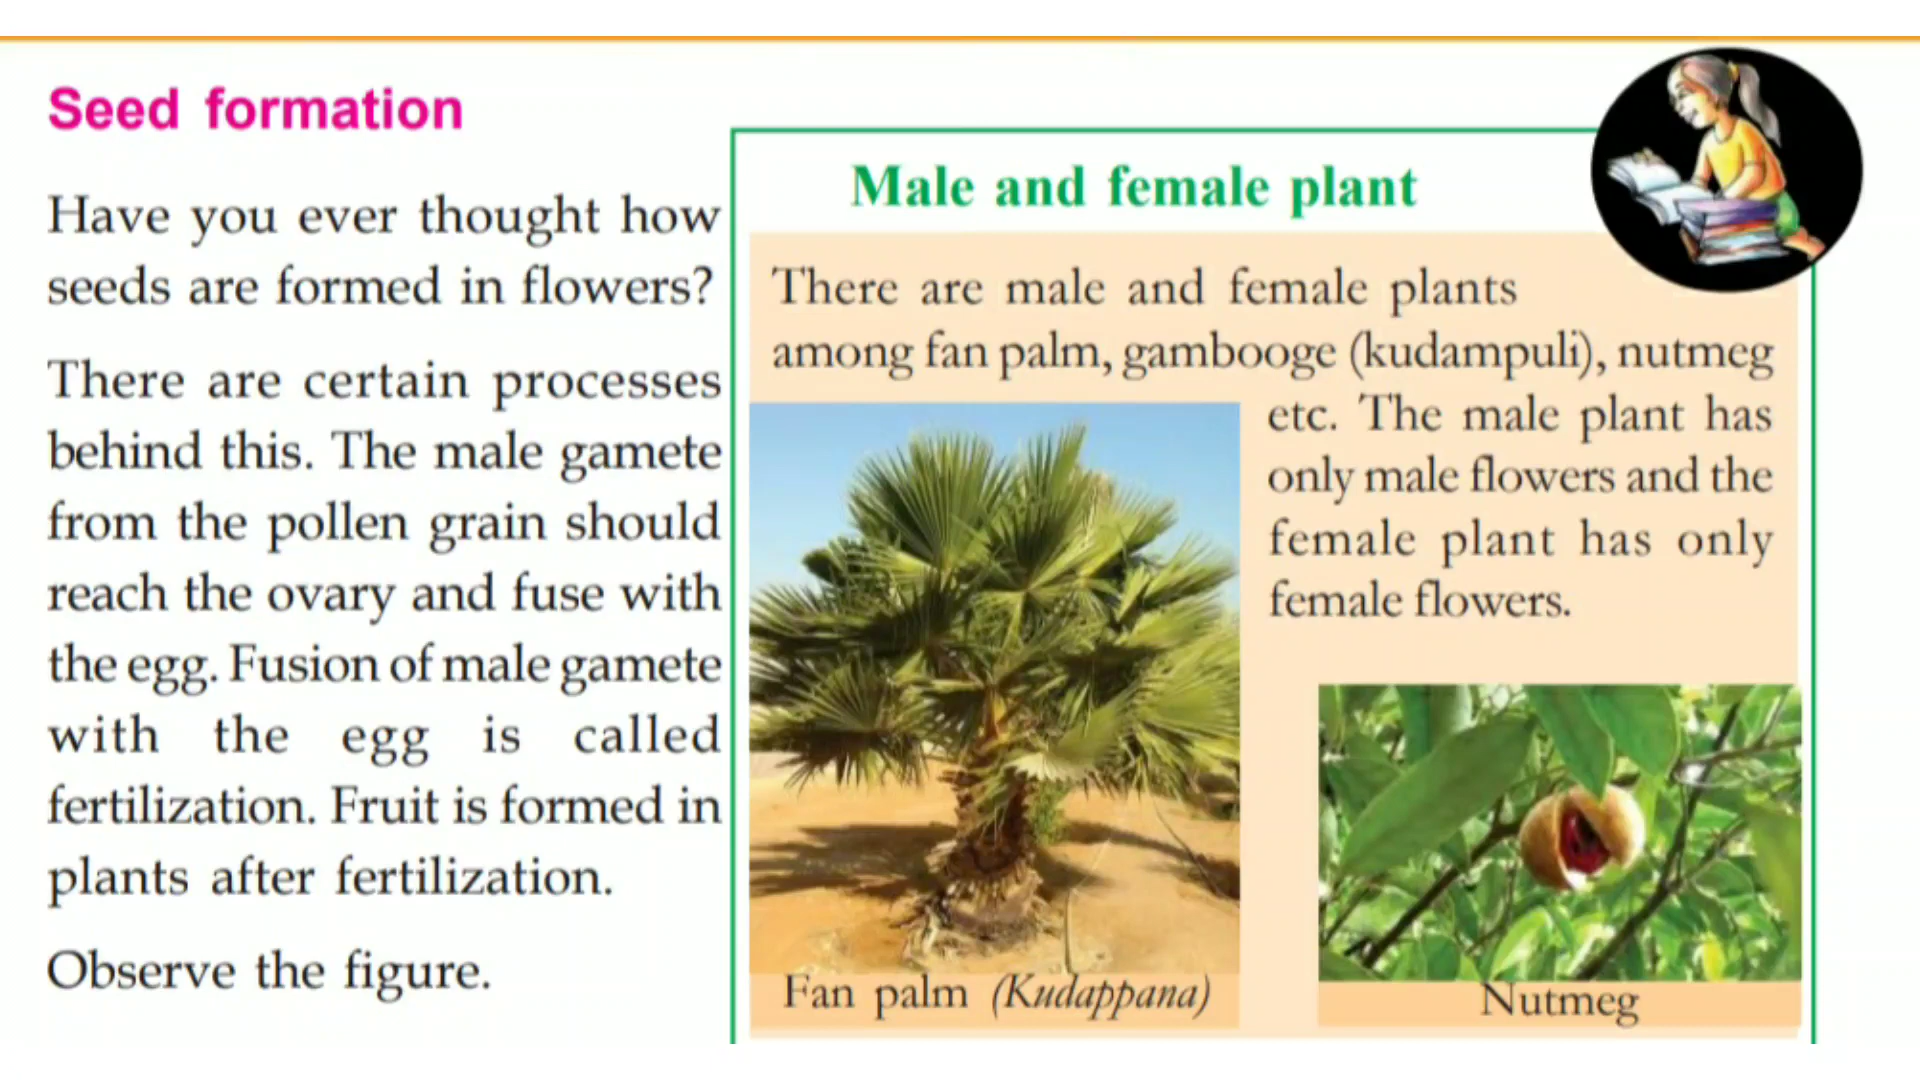 Seed formation
Have you ever thought how
seeds are formed in flowers?
There are certain processes
behind this. The male gamete
from the pollen grain should
reach the ovary and fuse with
the egg. Fusion of male gamete
with the egg is called
fertilization. Fruit is formed in
plants after fertilization.
Observe the figure.
Male and female plant
There are male and female plants
among fan palm, gambooge (kudampuli), nutmeg
etc. The male plant has
only male flowers and the
female plant has only
female flowers.
Fan palm (Kudappana)
Nutmeg